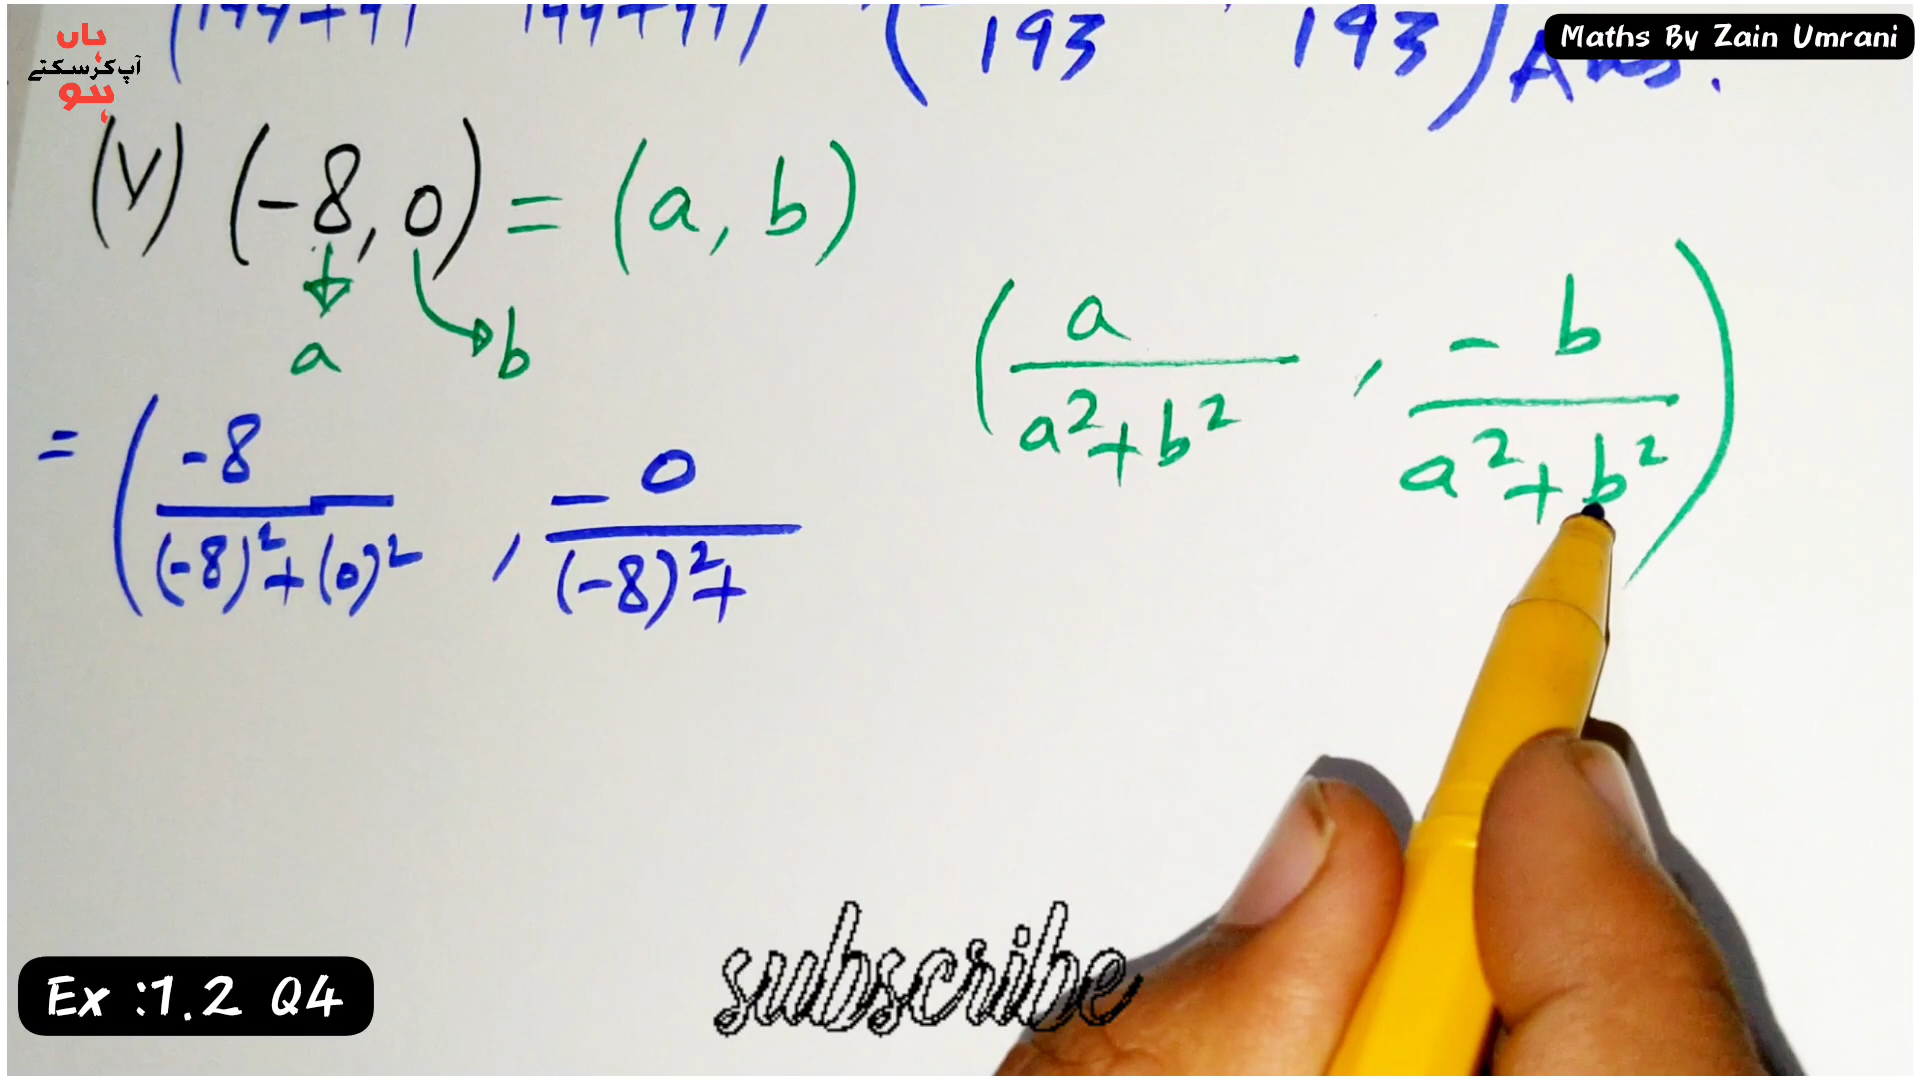 193 193 Ans.
Maths By Zain Umrani
ہاں
آپ کرسکتے
ہو
(V) (-8, 0) = (a, b)
a b
(a/a²+b² , -b/a²+b²)
= (-8/(-8)²+(0)² , -0/(-8)²+
subscribe
Ex :1.2 Q4